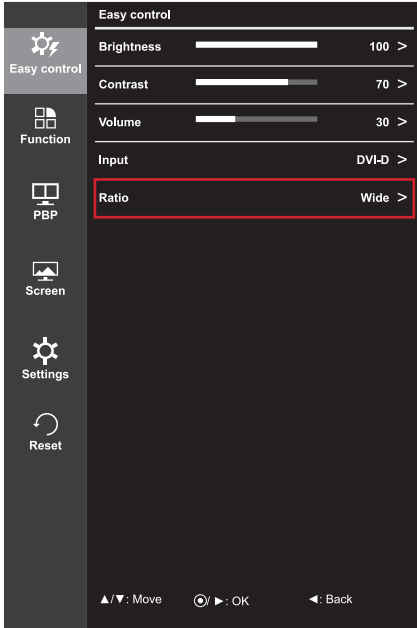 Easy control
Easy control
Function
PBP
Screen
Settings
Reset
Brightness 100 >
Contrast 70 >
Volume 30 >
Input DVI-D >
Ratio Wide >
▲/▼: Move ⦿/ ►: OK ◄: Back